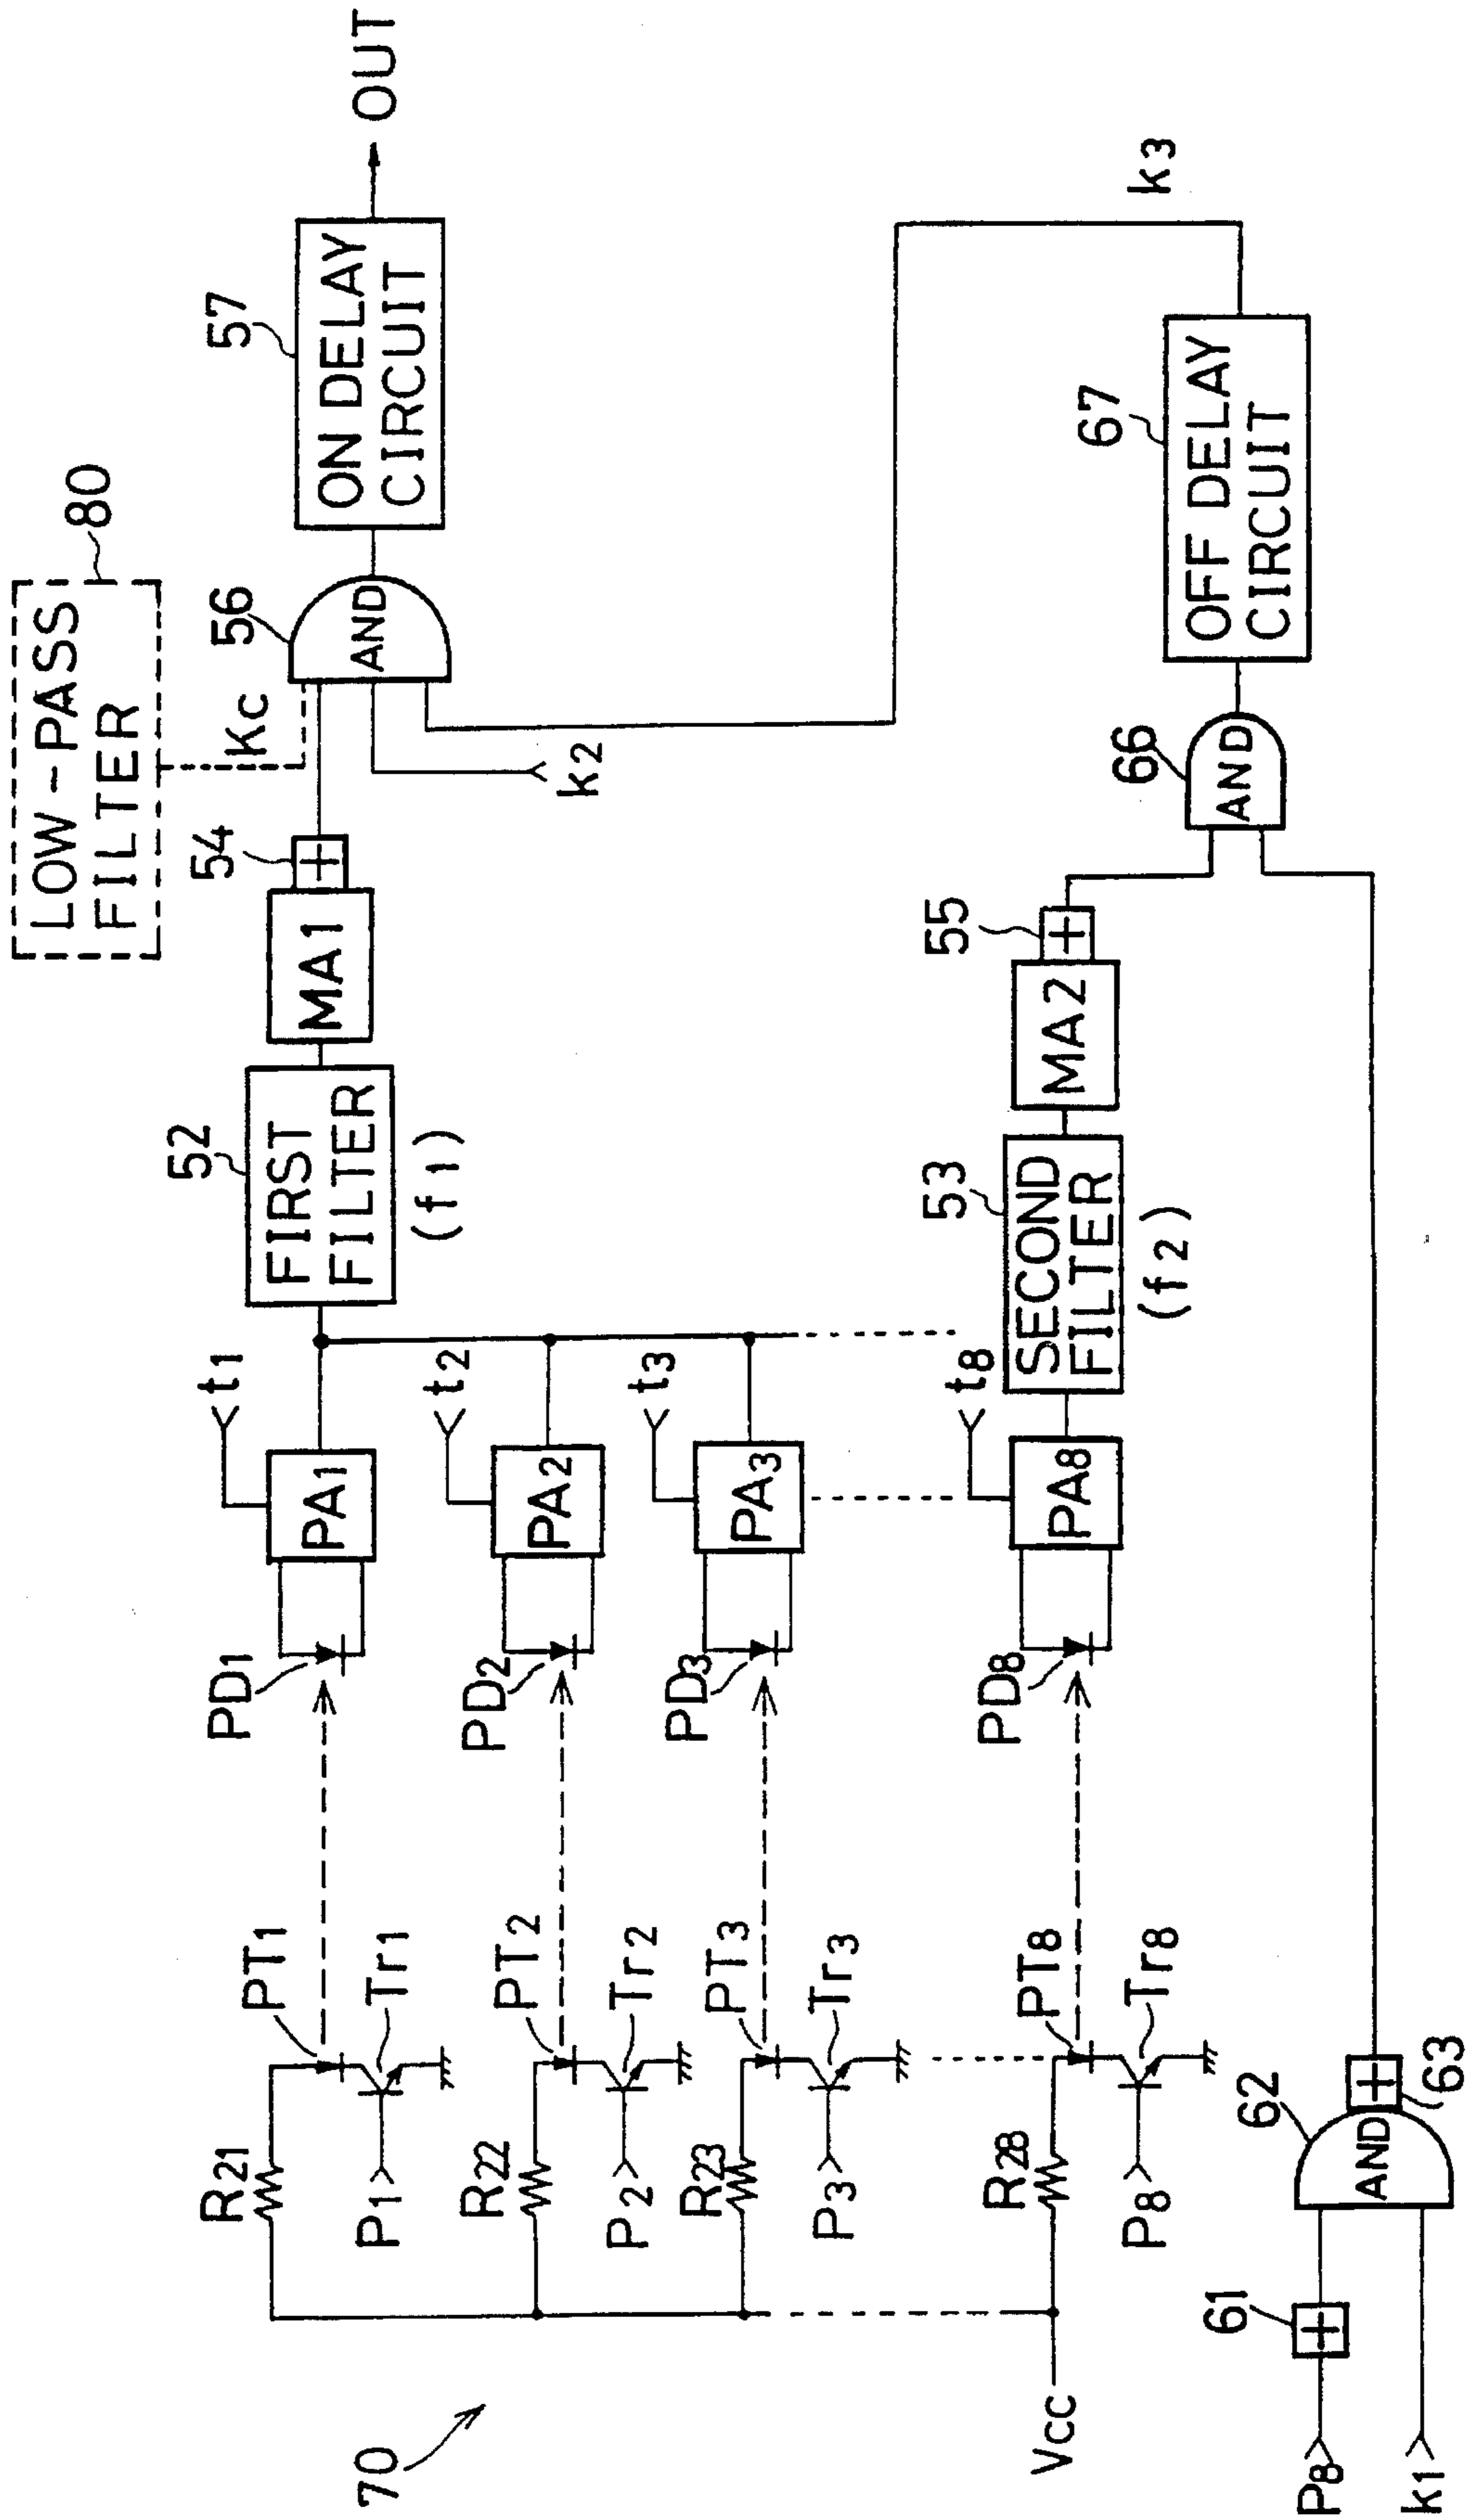 70
R21
PT1
Tr1
P1
PD1
PA1
t1
52
FIRST
FILTER
(f1)
MA1
54
LOW-PASS
FILTER
80
Kc
56
AND
k2
57
ON DELAY
CIRCUIT
OUT
R22
PT2
Tr2
P2
PD2
PA2
t2
R23
PT3
Tr3
P3
PD3
PA3
t3
Vcc
R28
PT8
Tr8
P8
PD8
PA8
t8
53
SECOND
FILTER
(f2)
MA2
55
66
AND
67
OFF DELAY
CIRCUIT
k3
P8
61
k1
62
AND
63